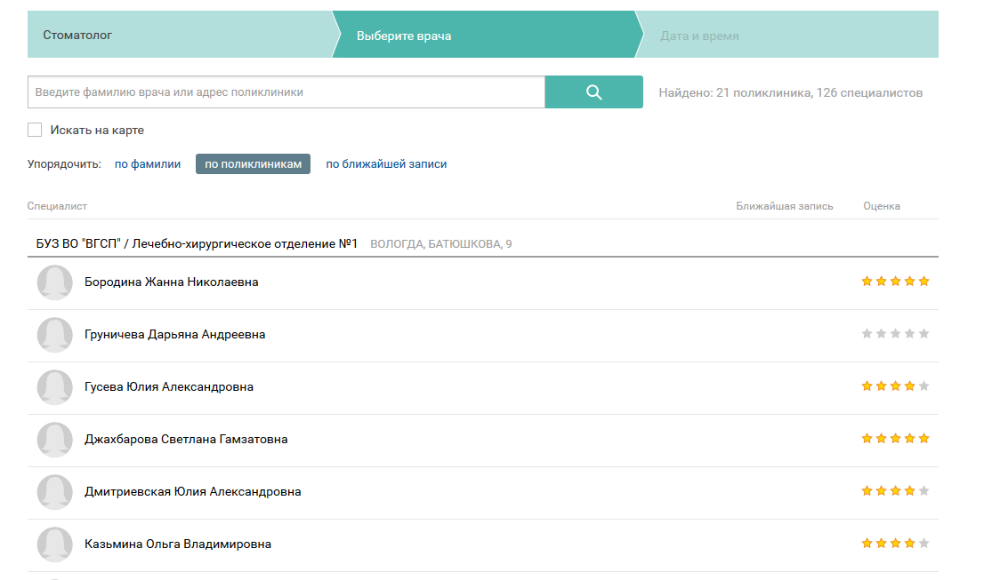 Стоматолог
Выберите врача
Дата и время
Введите фамилию врача или адрес поликлиники
Найдено: 21 поликлиника, 126 специалистов
Искать на карте
Упорядочить: по фамилии по поликлиникам по ближайшей записи
Специалист Ближайшая запись Оценка
БУЗ ВО "ВГСП" / Лечебно-хирургическое отделение №1 ВОЛОГДА, БАТЮШКОВА, 9
Бородина Жанна Николаевна
Груничева Дарьяна Андреевна
Гусева Юлия Александровна
Джахбарова Светлана Гамзатовна
Дмитриевская Юлия Александровна
Казьмина Ольга Владимировна